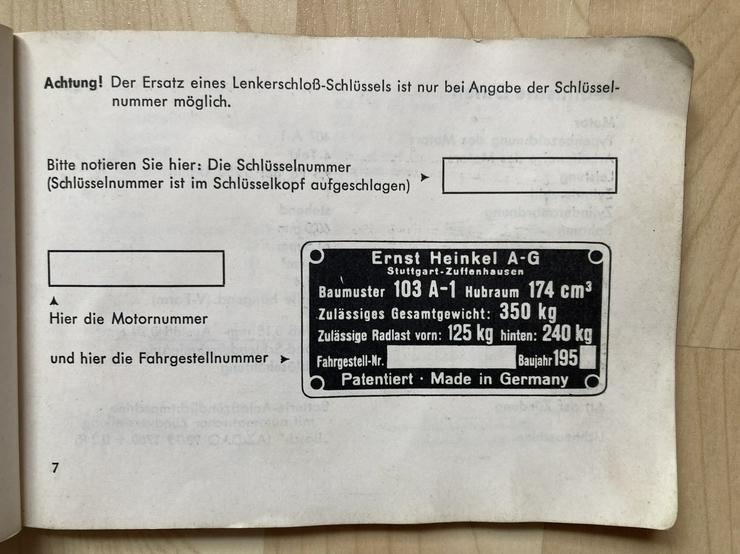 Achtung! Der Ersatz eines Lenkerschloß-Schlüssels ist nur bei Angabe der Schlüssel-
nummer möglich.
Bitte notieren Sie hier: Die Schlüsselnummer
(Schlüsselnummer ist im Schlüsselkopf aufgeschlagen)
Hier die Motornummer
und hier die Fahrgestellnummer
Ernst Heinkel A-G
Stuttgart-Zuffenhausen
Baumuster 103 A-1 Hubraum 174 cm³
Zulässiges Gesamtgewicht: 350 kg
Zulässige Radlast vorn: 125 kg hinten: 240 kg
Fahrgestell-Nr. Baujahr 195
Patentiert · Made in Germany
7